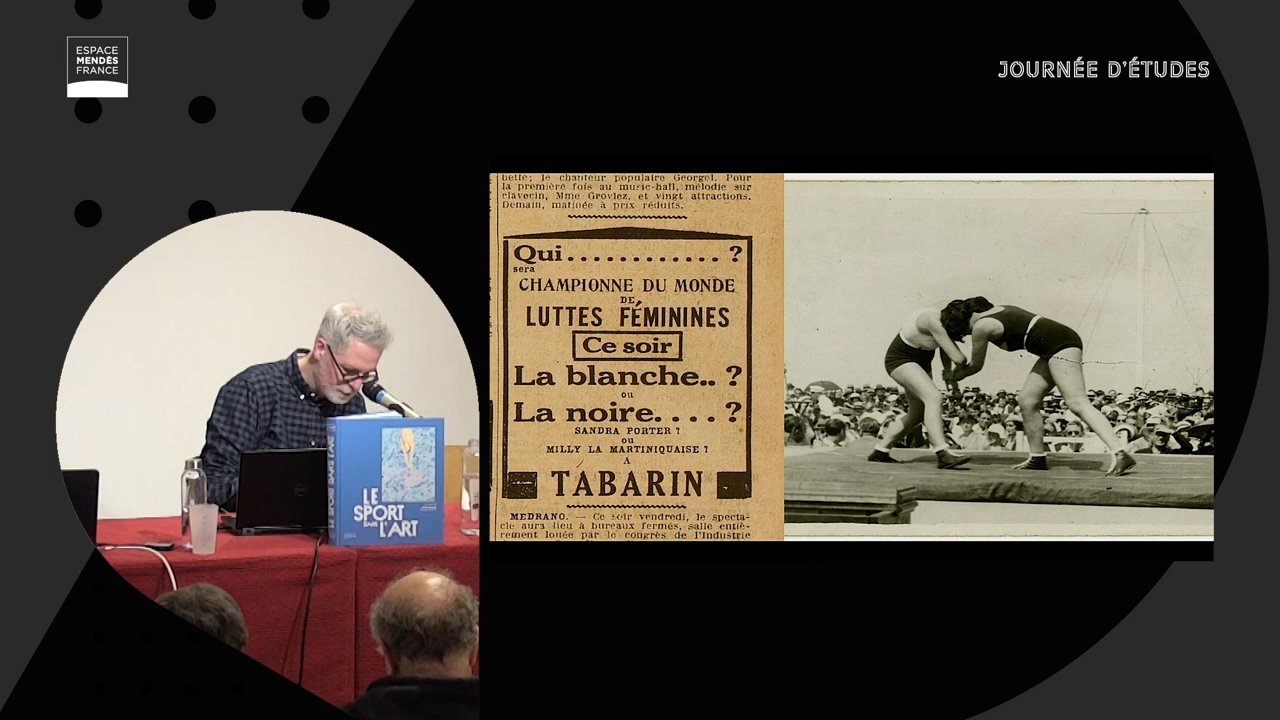 ESPACE
MENDÈS
FRANCE
JOURNÉE D'ÉTUDES
bette; le chanteur populaire Georgel. Pour
la première fois au music-hall, mélodie sur
clavecin, Mme Grovlez, et vingt attractions.
Demain, matinée à prix réduits.
Qui............ ?
sera
CHAMPIONNE DU MONDE
DE
LUTTES FÉMININES
Ce soir
La blanche.. ?
ou
La noire.... ?
SANDRA PORTER ?
ou
MILLY LA MARTINIQUAISE ?
A
TABARIN
MEDRANO. — Ce soir vendredi, le specta-
cle aura lieu à bureaux fermés, salle entiè-
rement louée par le congrès de l'Industrie
LE
SPORT
DANS
L'ART